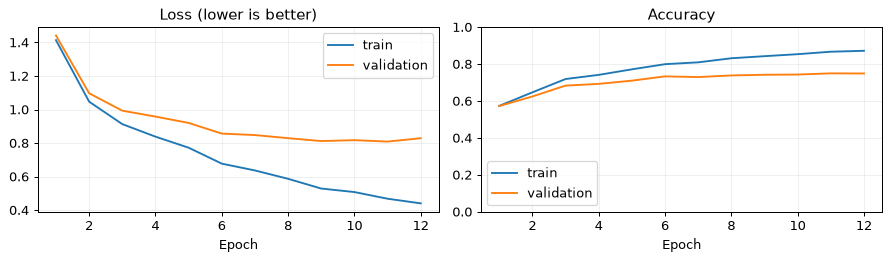 Loss (lower is better)
1.4
1.2
1.0
0.8
0.6
0.4
train
validation
2 4 6 8 10 12
Epoch
Accuracy
1.0
0.8
0.6
0.4
0.2
0.0
train
validation
2 4 6 8 10 12
Epoch